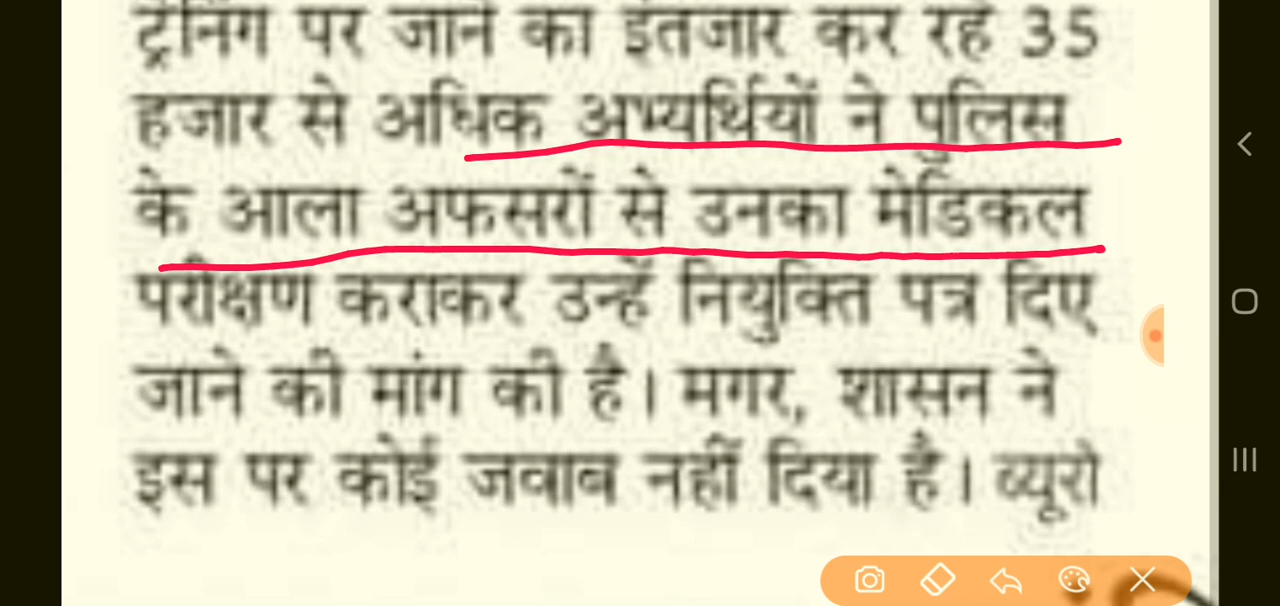 ट्रेनिंग पर जाने का इंतजार कर रहे 35
हजार से अधिक अभ्यर्थियों ने पुलिस
के आला अफसरों से उनका मेडिकल
परीक्षण कराकर उन्हें नियुक्ति पत्र दिए
जाने की मांग की है। मगर, शासन ने
इस पर कोई जवाब नहीं दिया है। ब्यूरो